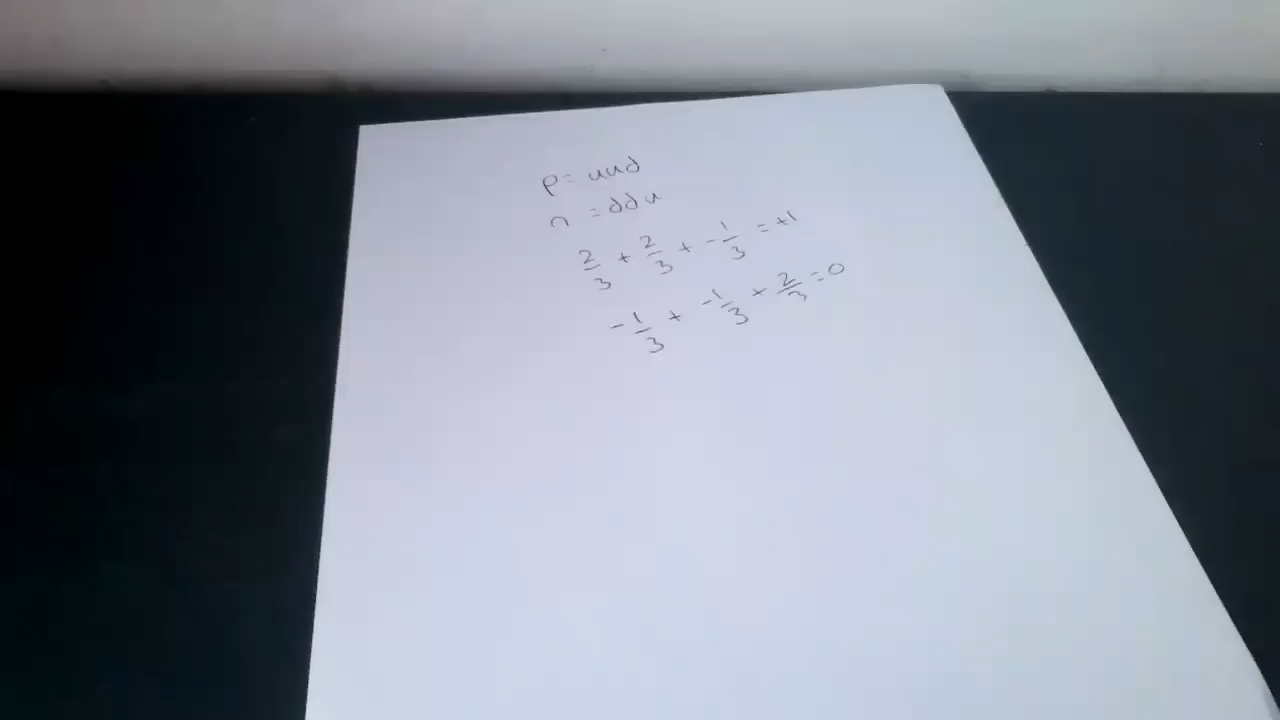 p = uud
n = ddu
2/3 + 2/3 + -1/3 = +1
-1/3 + -1/3 + 2/3 = 0